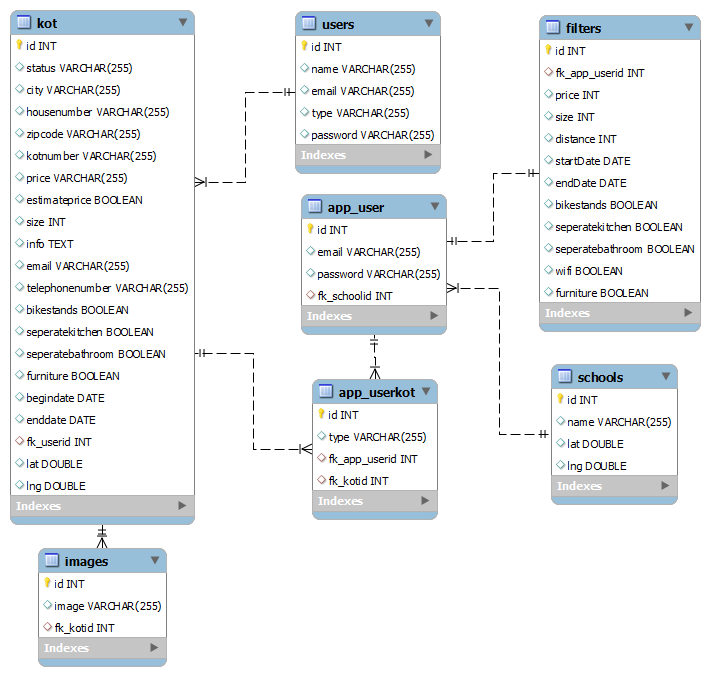 kot
id INT
status VARCHAR(255)
city VARCHAR(255)
housenumber VARCHAR(255)
zipcode VARCHAR(255)
kotnumber VARCHAR(255)
price VARCHAR(255)
estimateprice BOOLEAN
size INT
info TEXT
email VARCHAR(255)
telephonenumber VARCHAR(255)
bikestands BOOLEAN
seperatekitchen BOOLEAN
seperatebathroom BOOLEAN
furniture BOOLEAN
begindate DATE
enddate DATE
fk_userid INT
lat DOUBLE
lng DOUBLE
Indexes
users
id INT
name VARCHAR(255)
email VARCHAR(255)
type VARCHAR(255)
password VARCHAR(255)
Indexes
filters
id INT
fk_app_userid INT
price INT
size INT
distance INT
startDate DATE
endDate DATE
bikestands BOOLEAN
seperatekitchen BOOLEAN
seperatebathroom BOOLEAN
wifi BOOLEAN
furniture BOOLEAN
Indexes
app_user
id INT
email VARCHAR(255)
password VARCHAR(255)
fk_schoolid INT
Indexes
app_userkot
id INT
type VARCHAR(255)
fk_app_userid INT
fk_kotid INT
Indexes
schools
id INT
name VARCHAR(255)
lat DOUBLE
lng DOUBLE
Indexes
images
id INT
image VARCHAR(255)
fk_kotid INT
Indexes